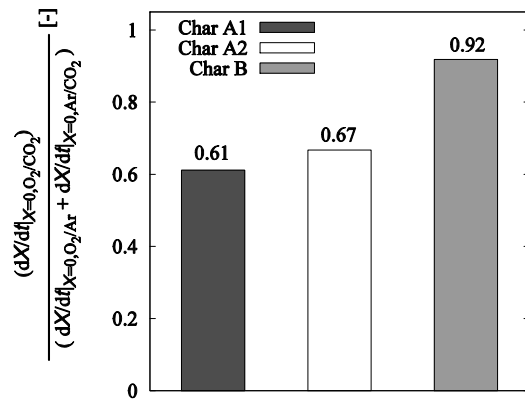 (dX/dt|X=0,O2/CO2)
(dX/dt|X=0,O2/Ar + dX/dt|X=0,Ar/CO2)
[-]
1
0.8
0.6
0.4
0.2
0
Char A1
Char A2
Char B
0.61
0.67
0.92